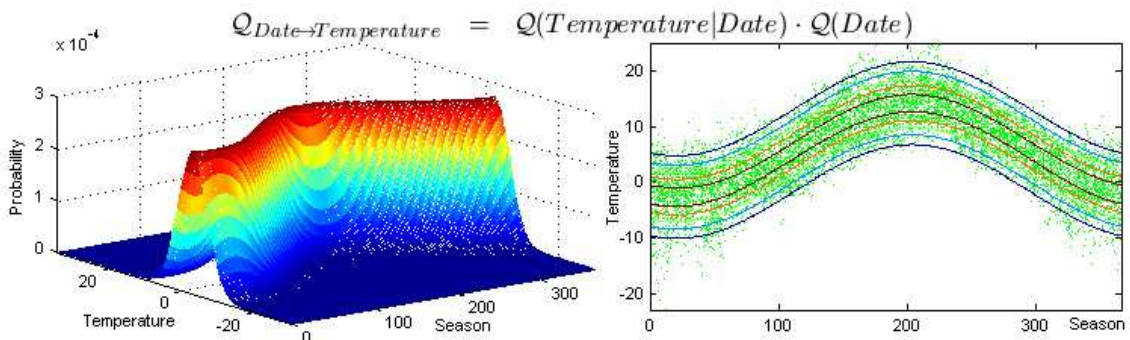 Q_{Date→Temperature} = Q(Temperature|Date) · Q(Date)
x 10^{-4}
3
2
1
0
Probability
20
0
-20
Temperature
0
100
200
300
Season
20
10
0
-10
-20
Temperature
0
100
200
300
Season